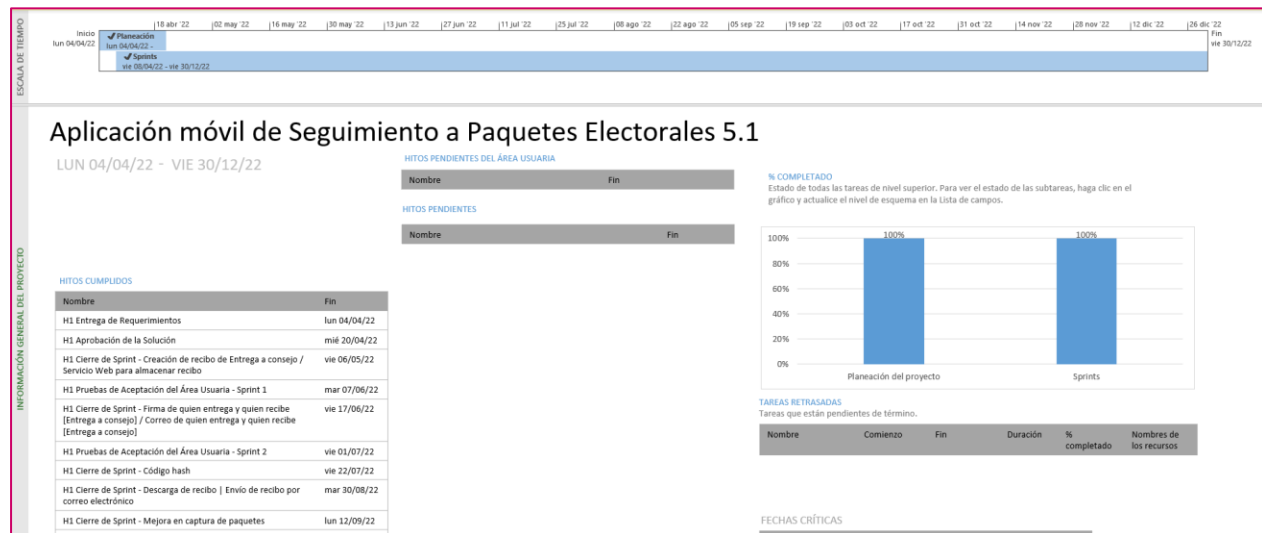 ESCALA DE TIEMPO
|18 abr '22 |02 may '22 |16 may '22 |30 may '22 |13 jun '22 |27 jun '22 |11 jul '22 |25 jul '22 |08 ago '22 |22 ago '22 |05 sep '22 |19 sep '22 |03 oct '22 |17 oct '22 |31 oct '22 |14 nov '22 |28 nov '22 |12 dic '22 |26 dic '22
Inicio
lun 04/04/22
Planeación
lun 04/04/22 -
Sprints
vie 08/04/22 - vie 30/12/22
Fin
vie 30/12/22
INFORMACIÓN GENERAL DEL PROYECTO
Aplicación móvil de Seguimiento a Paquetes Electorales 5.1
LUN 04/04/22 - VIE 30/12/22
HITOS CUMPLIDOS
Nombre Fin
H1 Entrega de Requerimientos lun 04/04/22
H1 Aprobación de la Solución mié 20/04/22
H1 Cierre de Sprint - Creación de recibo de Entrega a consejo / vie 06/05/22
Servicio Web para almacenar recibo
H1 Pruebas de Aceptación del Área Usuaria - Sprint 1 mar 07/06/22
H1 Cierre de Sprint - Firma de quien entrega y quien recibe vie 17/06/22
[Entrega a consejo] / Correo de quien entrega y quien recibe
[Entrega a consejo]
H1 Pruebas de Aceptación del Área Usuaria - Sprint 2 vie 01/07/22
H1 Cierre de Sprint - Código hash vie 22/07/22
H1 Cierre de Sprint - Descarga de recibo | Envío de recibo por mar 30/08/22
correo electrónico
H1 Cierre de Sprint - Mejora en captura de paquetes lun 12/09/22
HITOS PENDIENTES DEL ÁREA USUARIA
Nombre Fin
HITOS PENDIENTES
Nombre Fin
% COMPLETADO
Estado de todas las tareas de nivel superior. Para ver el estado de las subtareas, haga clic en el
gráfico y actualice el nivel de esquema en la Lista de campos.
100%
80%
60%
40%
20%
0%
100% 100%
Planeación del proyecto Sprints
TAREAS RETRASADAS
Tareas que están pendientes de término.
Nombre Comienzo Fin Duración % Nombres de
completado los recursos
FECHAS CRÍTICAS